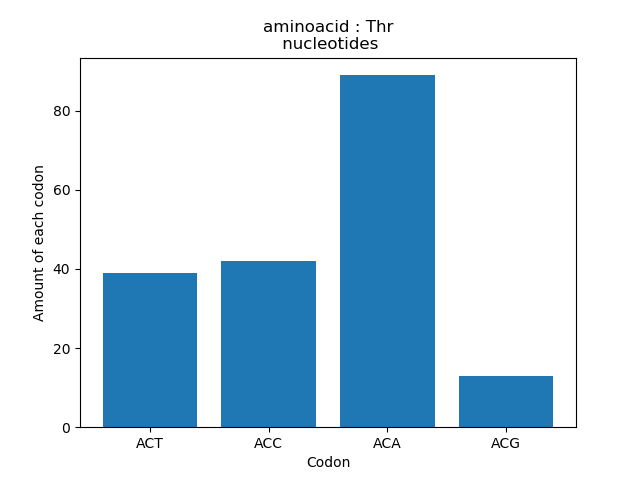 aminoacid : Thr
nucleotides
80
60
40
20
0
Amount of each codon
ACT ACC ACA ACG
Codon